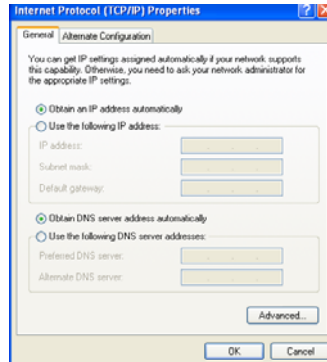 Internet Protocol (TCP/IP) Properties
General
Alternate Configuration
You can get IP settings assigned automatically if your network supports
this capability. Otherwise, you need to ask your network administrator for
the appropriate IP settings.
Obtain an IP address automatically
Use the following IP address:
IP address:
Subnet mask:
Default gateway:
Obtain DNS server address automatically
Use the following DNS server addresses:
Preferred DNS server:
Alternate DNS server:
Advanced...
OK
Cancel